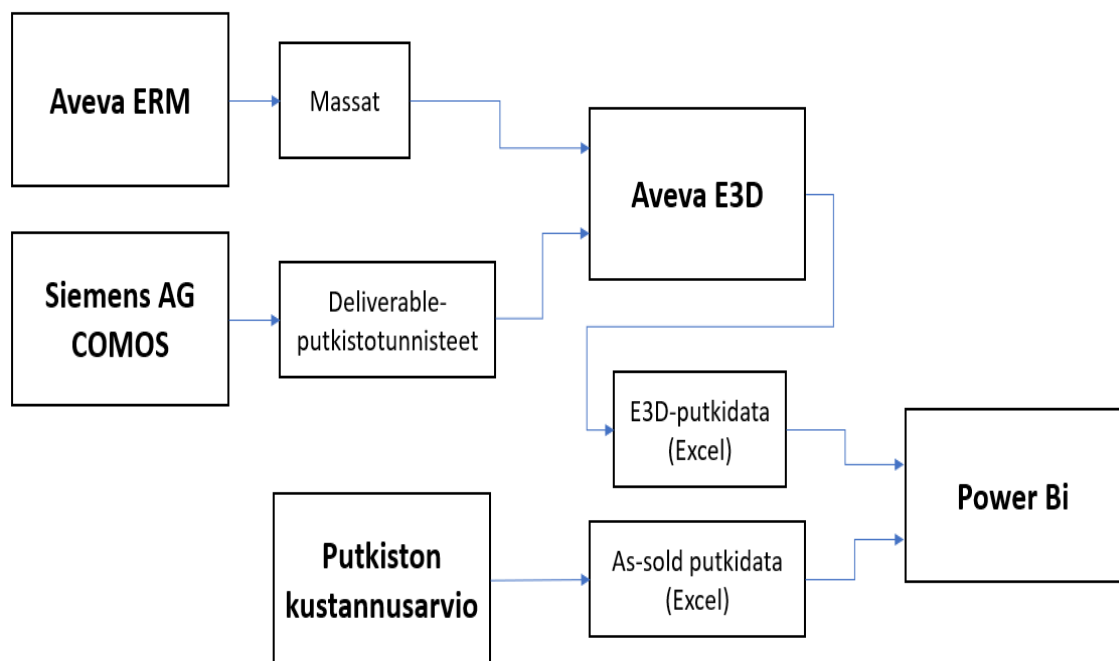 Aveva ERM
Massat
Aveva E3D
Siemens AG
COMOS
Deliverable-
putkistotunnisteet
E3D-putkidata
(Excel)
Power Bi
Putkiston
kustannusarvio
As-sold putkidata
(Excel)